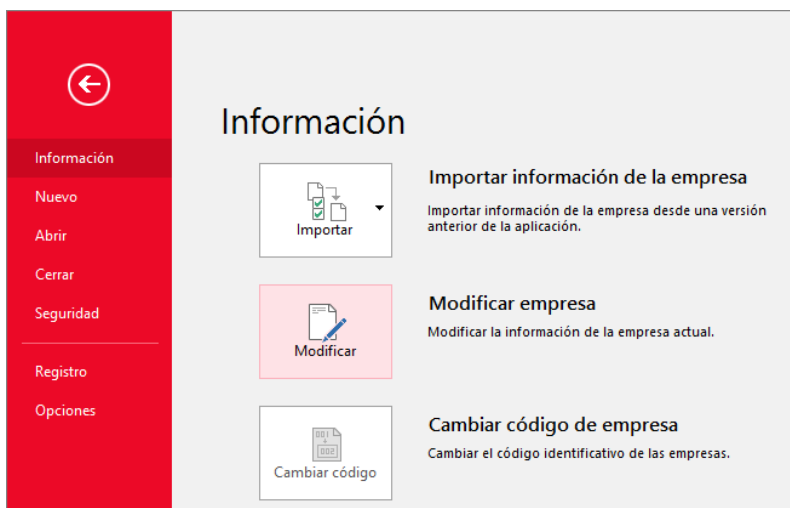 Información
Nuevo
Abrir
Cerrar
Seguridad
Registro
Opciones
Información
Importar
Importar información de la empresa
Importar información de la empresa desde una versión
anterior de la aplicación.
Modificar
Modificar empresa
Modificar la información de la empresa actual.
001
002
Cambiar código
Cambiar código de empresa
Cambiar el código identificativo de las empresas.